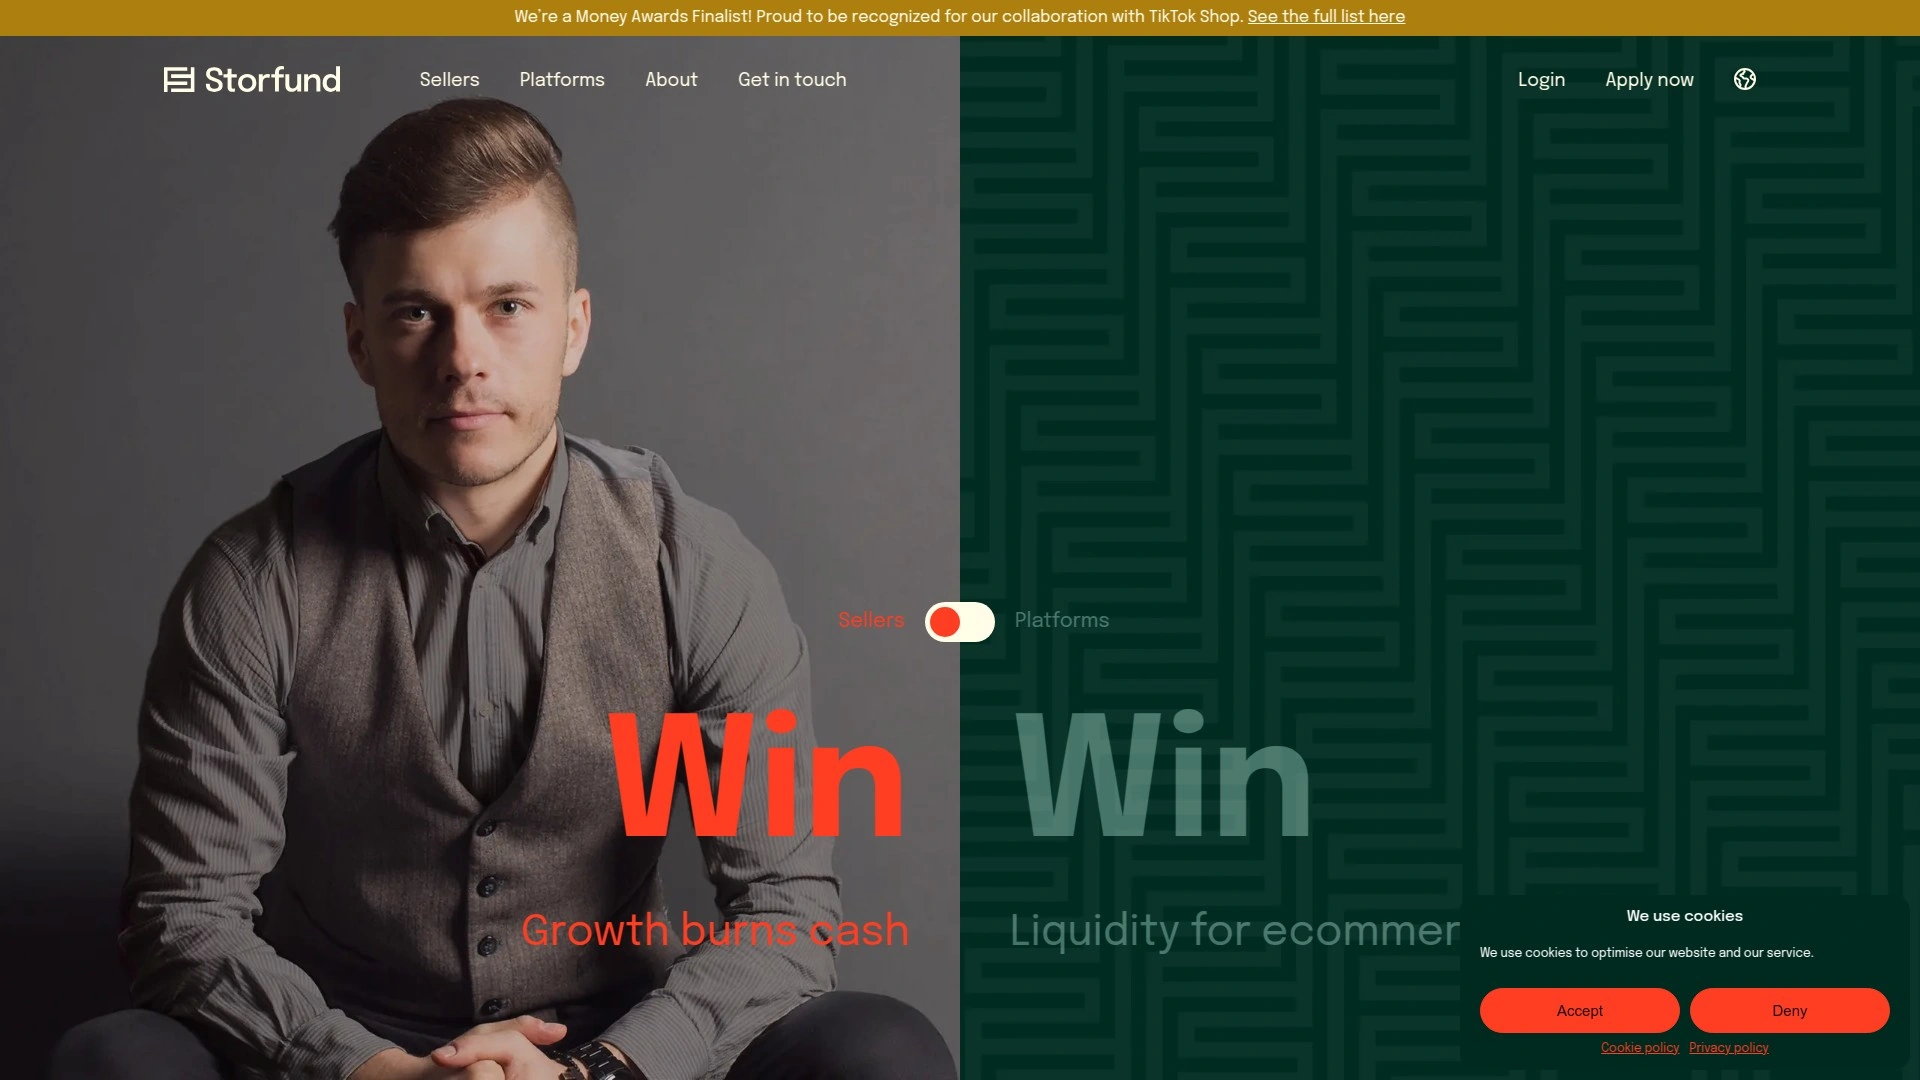 We're a Money Awards Finalist! Proud to be recognized for our collaboration with TikTok Shop. See the full list here
Storfund
Sellers
Platforms
About
Get in touch
Login
Apply now
Sellers
Platforms
Win
Win
Growth burns cash
Liquidity for ecommer
We use cookies
We use cookies to optimise our website and our service.
Accept
Deny
Cookie policy
Privacy policy